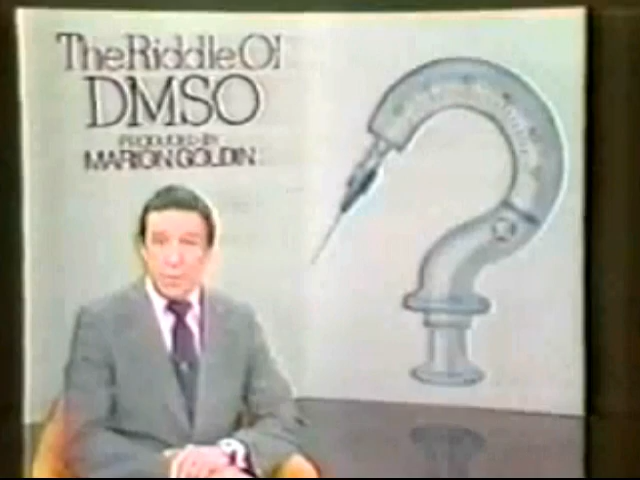 The Riddle Of
DMSO
PRODUCED BY
MARION GOLDIN